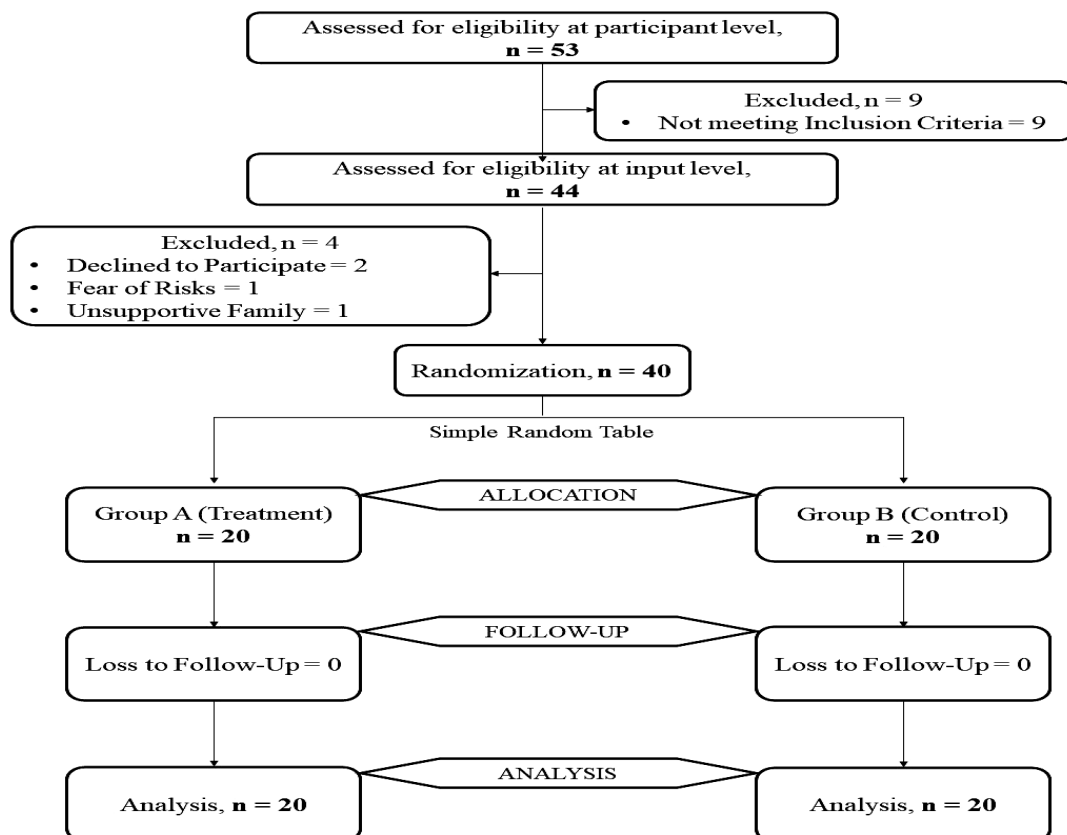 Assessed for eligibility at participant level,
n = 53
Excluded, n = 9
• Not meeting Inclusion Criteria = 9
Assessed for eligibility at input level,
n = 44
Excluded, n = 4
• Declined to Participate = 2
• Fear of Risks = 1
• Unsupportive Family = 1
Randomization, n = 40
Simple Random Table
ALLOCATION
Group A (Treatment)
n = 20
Group B (Control)
n = 20
FOLLOW-UP
Loss to Follow-Up = 0
Loss to Follow-Up = 0
ANALYSIS
Analysis, n = 20
Analysis, n = 20